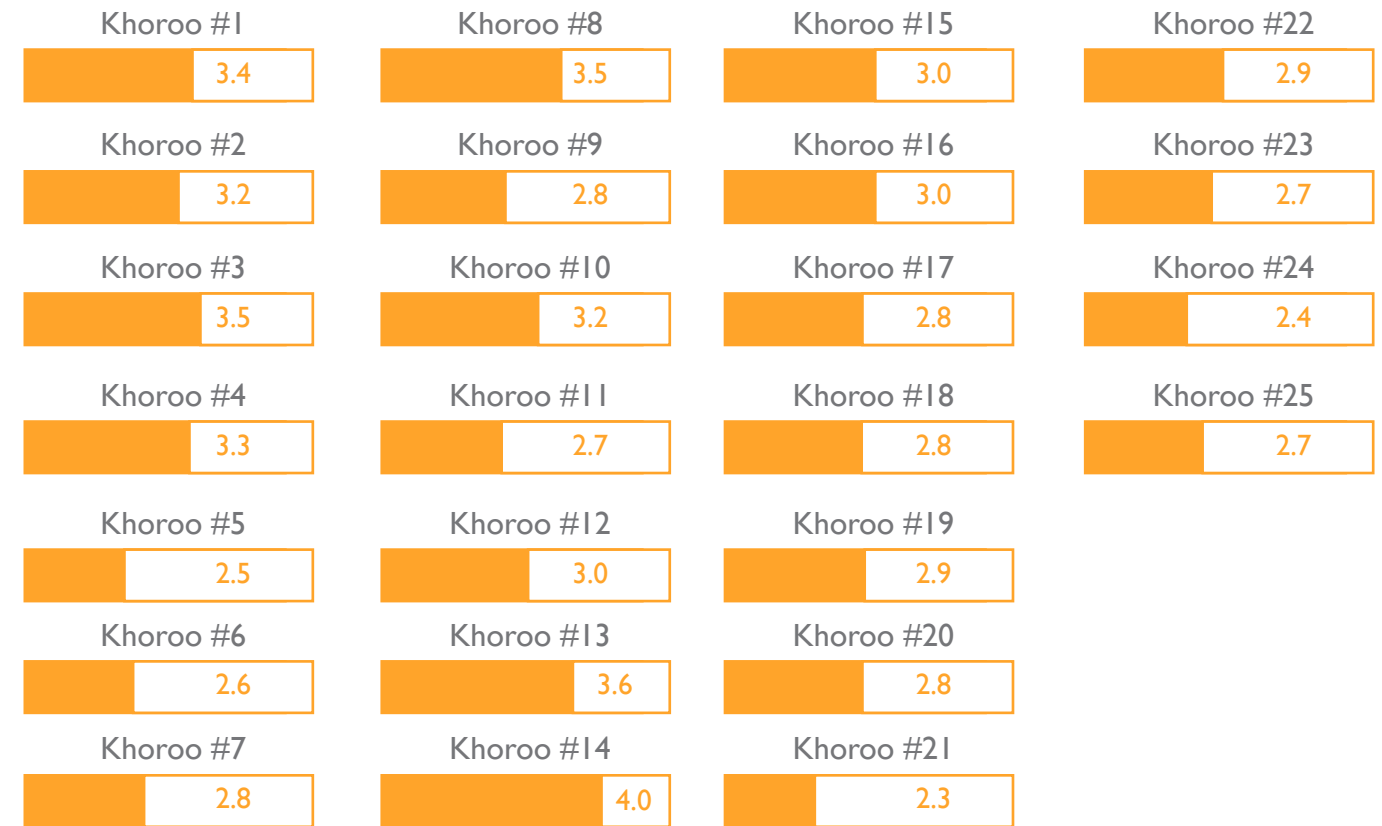 Khoroo #1
3.4
Khoroo #2
3.2
Khoroo #3
3.5
Khoroo #4
3.3
Khoroo #5
2.5
Khoroo #6
2.6
Khoroo #7
2.8
Khoroo #8
3.5
Khoroo #9
2.8
Khoroo #10
3.2
Khoroo #11
2.7
Khoroo #12
3.0
Khoroo #13
3.6
Khoroo #14
4.0
Khoroo #15
3.0
Khoroo #16
3.0
Khoroo #17
2.8
Khoroo #18
2.8
Khoroo #19
2.9
Khoroo #20
2.8
Khoroo #21
2.3
Khoroo #22
2.9
Khoroo #23
2.7
Khoroo #24
2.4
Khoroo #25
2.7